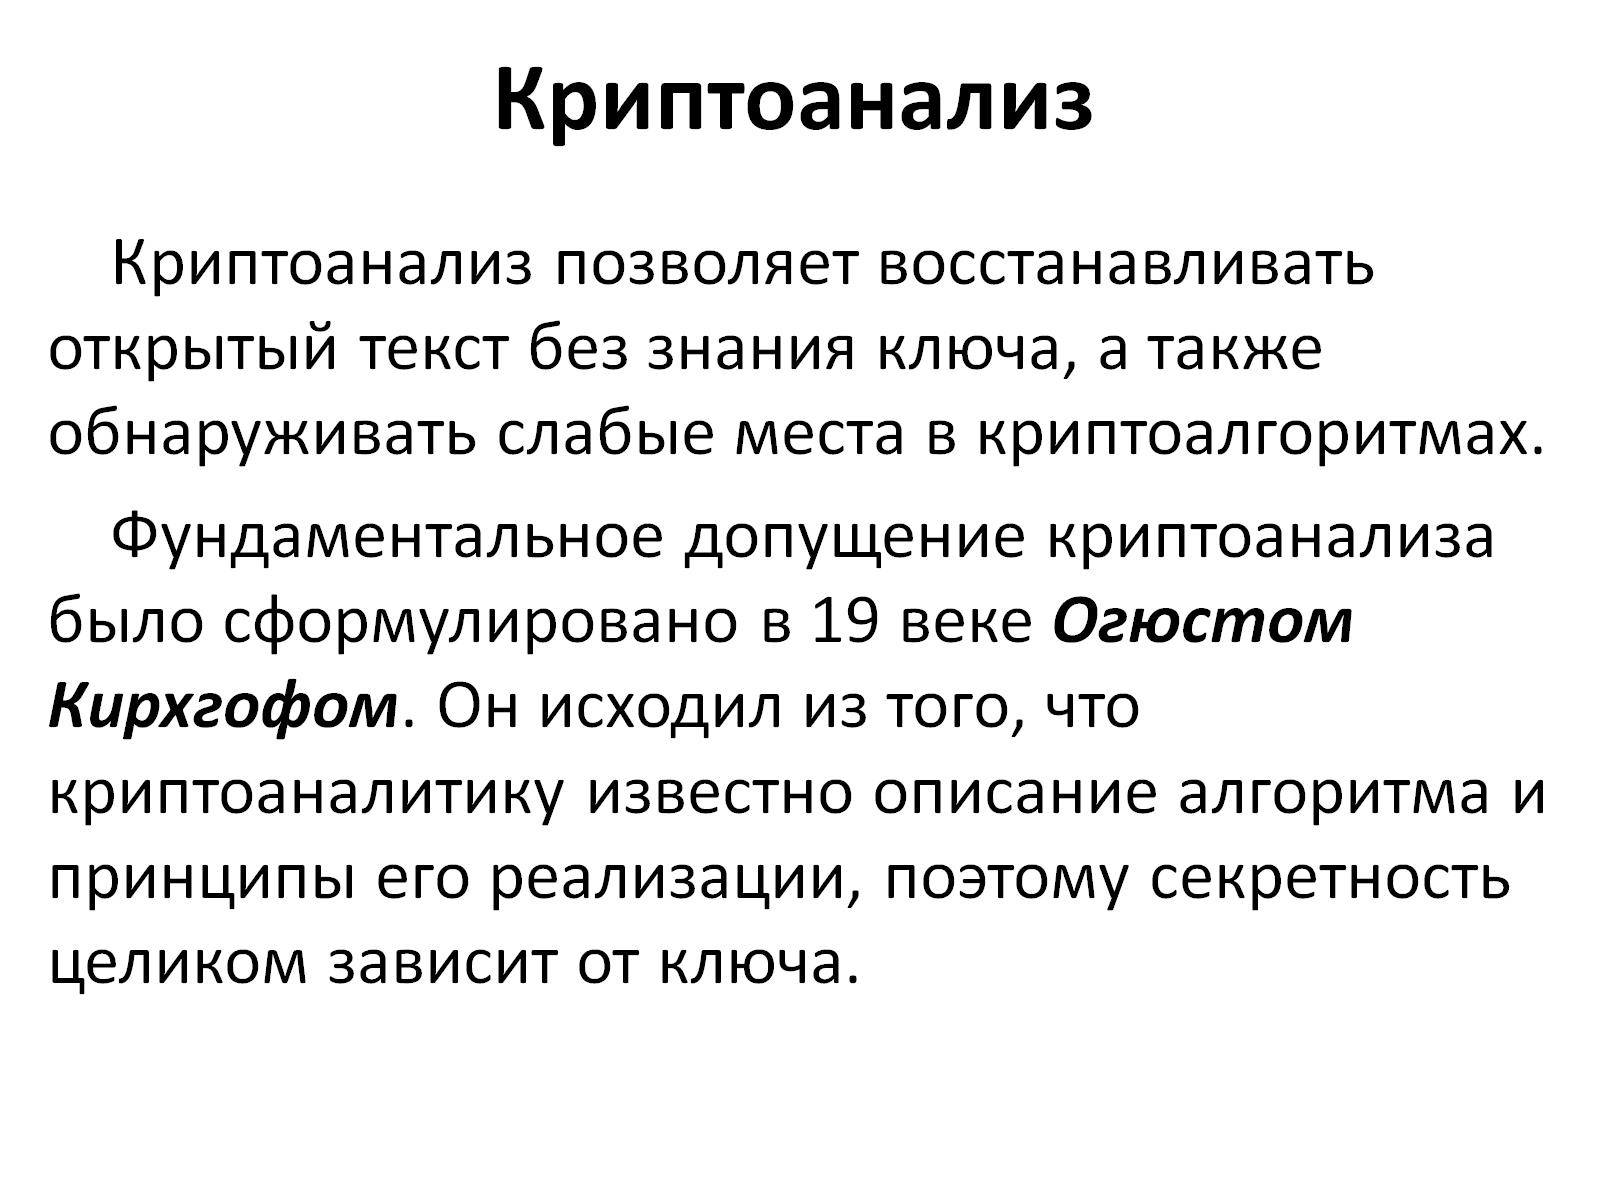 Криптоанализ
Криптоанализ позволяет восстанавливать
открытый текст без знания ключа, а также
обнаруживать слабые места в криптоалгоритмах.
Фундаментальное допущение криптоанализа
было сформулировано в 19 веке Огюстом
Кирхгофом. Он исходил из того, что
криптоаналитику известно описание алгоритма и
принципы его реализации, поэтому секретность
целиком зависит от ключа.